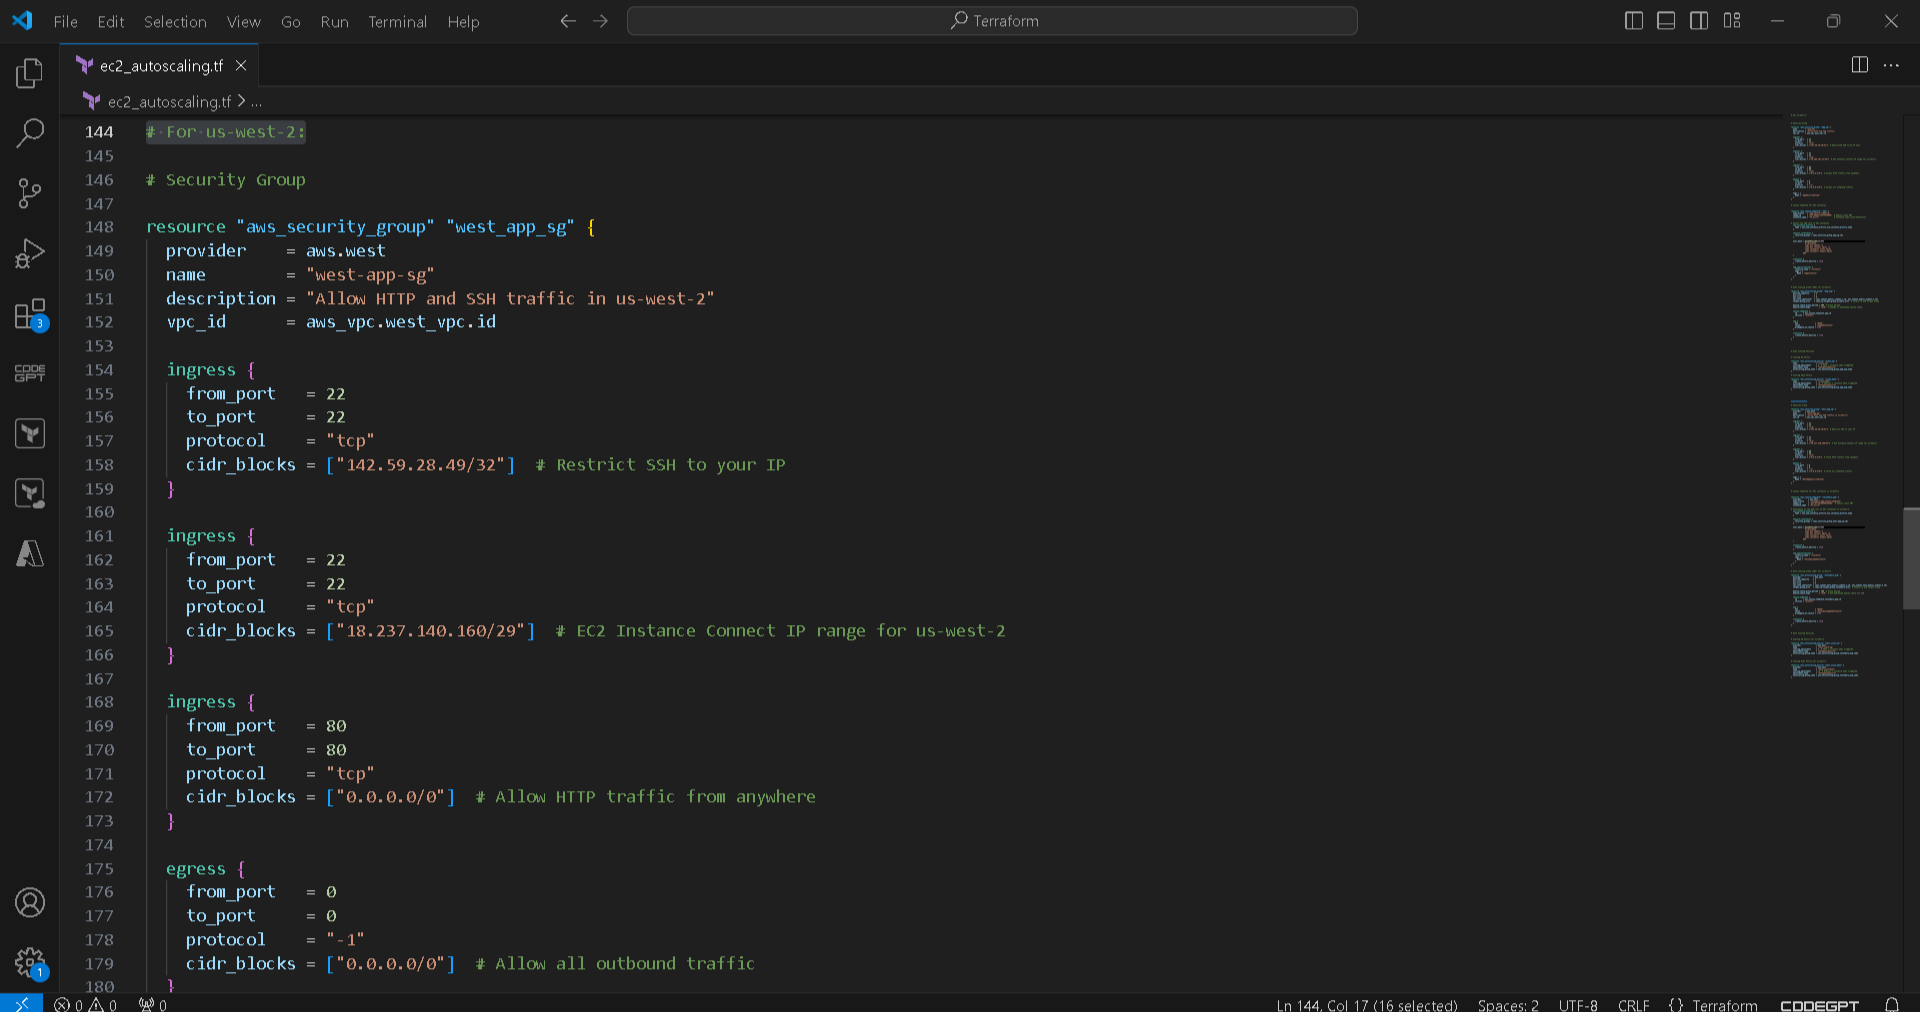 File Edit Selection View Go Run Terminal Help
Terraform
ec2_autoscaling.tf
ec2_autoscaling.tf > ...
144 # For us-west-2:
145
146 # Security Group
147
148 resource "aws_security_group" "west_app_sg" {
149   provider    = aws.west
150   name        = "west-app-sg"
151   description = "Allow HTTP and SSH traffic in us-west-2"
152   vpc_id      = aws_vpc.west_vpc.id
153
154   ingress {
155     from_port   = 22
156     to_port     = 22
157     protocol    = "tcp"
158     cidr_blocks = ["142.59.28.49/32"]  # Restrict SSH to your IP
159   }
160
161   ingress {
162     from_port   = 22
163     to_port     = 22
164     protocol    = "tcp"
165     cidr_blocks = ["18.237.140.160/29"]  # EC2 Instance Connect IP range for us-west-2
166   }
167
168   ingress {
169     from_port   = 80
170     to_port     = 80
171     protocol    = "tcp"
172     cidr_blocks = ["0.0.0.0/0"]  # Allow HTTP traffic from anywhere
173   }
174
175   egress {
176     from_port   = 0
177     to_port     = 0
178     protocol    = "-1"
179     cidr_blocks = ["0.0.0.0/0"]  # Allow all outbound traffic
180   }
3
CODE
GPT
1
0 0 0
Ln 144, Col 17 (16 selected) Spaces: 2 UTF-8 CRLF {} Terraform CODEGPT